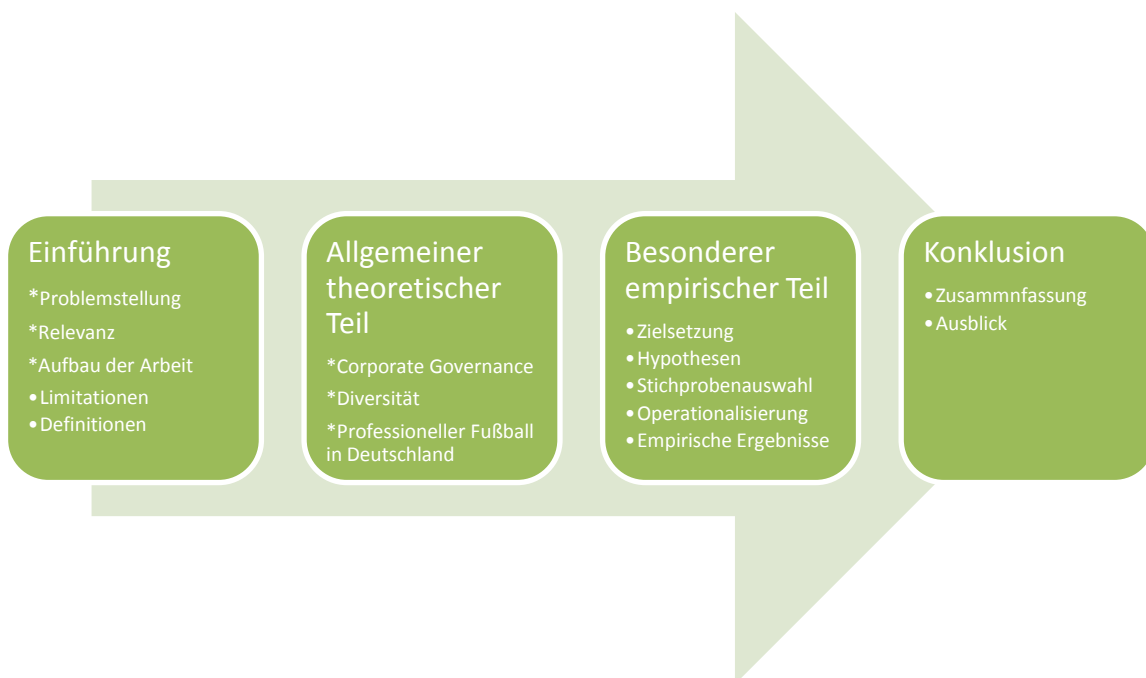 Einführung
*Problemstellung
*Relevanz
*Aufbau der Arbeit
•Limitationen
•Definitionen
Allgemeiner
theoretischer
Teil
*Corporate Governance
*Diversität
*Professioneller Fußball
in Deutschland
Besonderer
empirischer Teil
•Zielsetzung
•Hypothesen
•Stichprobenauswahl
•Operationalisierung
•Empirische Ergebnisse
Konklusion
•Zusammnfassung
•Ausblick